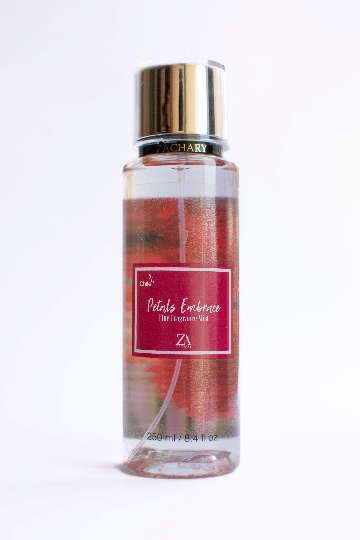 ZACHARY
Petals Embrace
Fine Fragrance Mist
ZA
250 ml / 8.4 fl oz